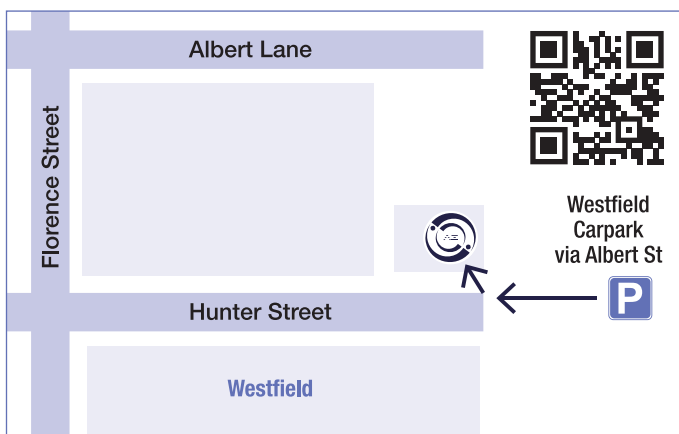 Albert Lane
Florence Street
Westfield
Carpark
via Albert St
P
Hunter Street
Westfield